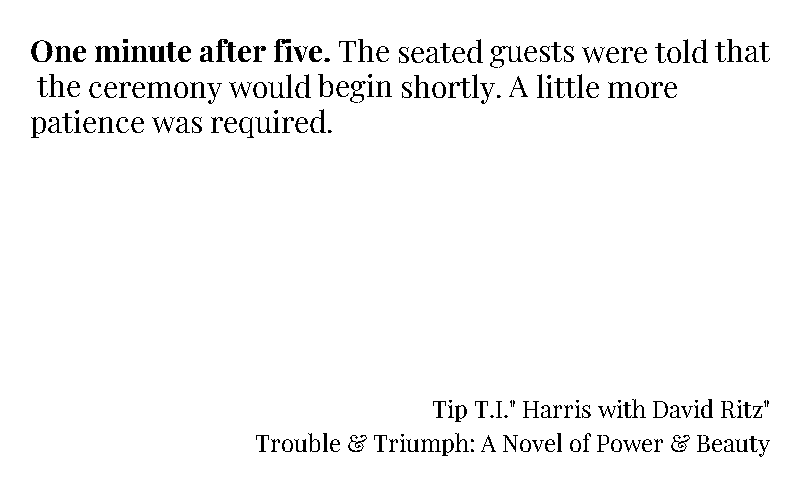 One minute after five. The seated guests were told that
the ceremony would begin shortly. A little more
patience was required.
Tip T.I." Harris with David Ritz"
Trouble & Triumph: A Novel of Power & Beauty